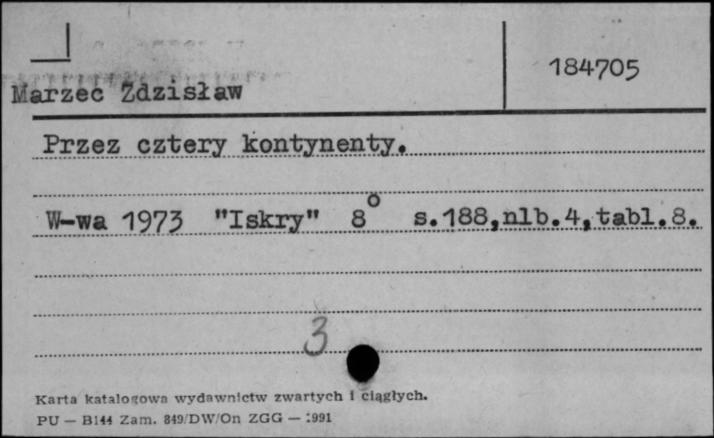 184705
Marzec Zdzisław
Przez cztery kontynenty.
W-wa 1973 "Iskry" 8° s.188,nlb.4,tabl.8.
3
Karta katalogowa wydawnictw zwartych i ciągłych.
PU — B144 Zam. 849/DW/On ZGG — 1991